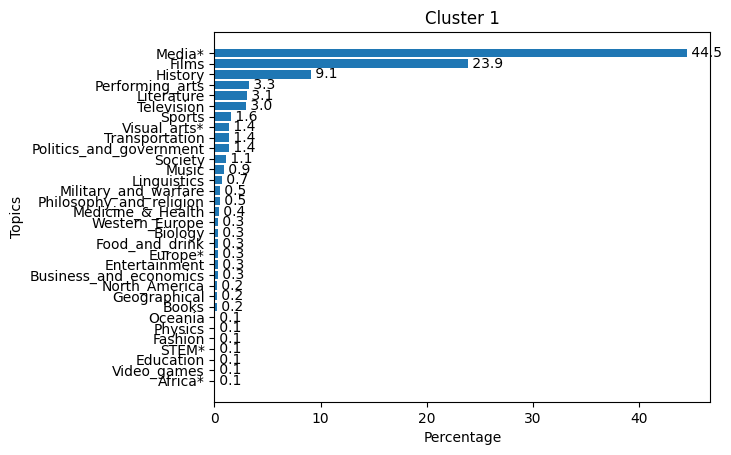 Cluster 1
Media* 44.5
Films 23.9
History 9.1
Performing_arts 3.3
Literature 3.1
Television 3.0
Sports 1.6
Visual_arts* 1.4
Transportation 1.4
Politics_and_government 1.4
Society 1.1
Music 0.9
Linguistics 0.7
Military_and_warfare 0.5
Philosophy_and_religion 0.5
Medicine_&_Health 0.4
Western_Europe 0.3
Biology 0.3
Food_and_drink 0.3
Europe* 0.3
Entertainment 0.3
Business_and_economics 0.3
North_America 0.2
Geographical 0.2
Books 0.2
Oceania 0.1
Physics 0.1
Fashion 0.1
STEM* 0.1
Education 0.1
Video_games 0.1
Africa* 0.1
Topics
0 10 20 30 40
Percentage